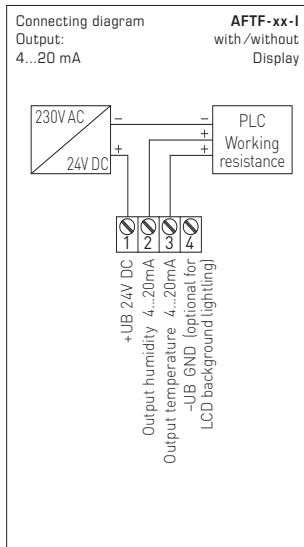 Connecting diagram
Output:
4...20 mA
AFTF-xx-I
with/without
Display
230V AC
24V DC
–
+
–
+
+
PLC
Working
resistance
1
2
3
4
+UB 24V DC
Output humidity 4...20mA
Output temperature 4...20mA
–UB GND (optional for
LCD background lightling)